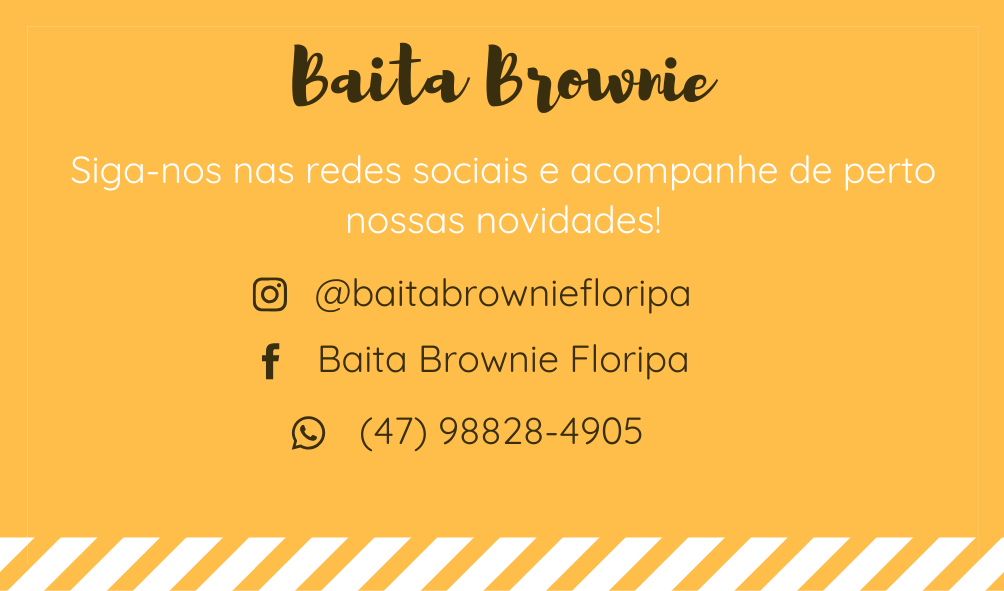 Baita Brownie
Siga-nos nas redes sociais e acompanhe de perto
nossas novidades!
@baitabrowniefloripa
Baita Brownie Floripa
(47) 98828-4905